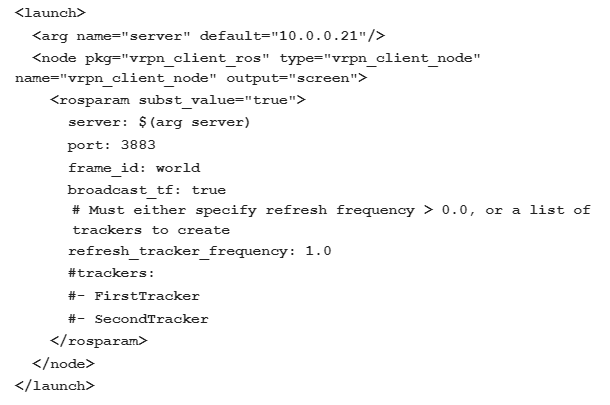 <launch>
<arg name="server" default="10.0.0.21"/>
<node pkg="vrpn_client_ros" type="vrpn_client_node"
name="vrpn_client_node" output="screen">
<rosparam subst_value="true">
server: $(arg server)
port: 3883
frame_id: world
broadcast_tf: true
# Must either specify refresh frequency > 0.0, or a list of
trackers to create
refresh_tracker_frequency: 1.0
#trackers:
#- FirstTracker
#- SecondTracker
</rosparam>
</node>
</launch>